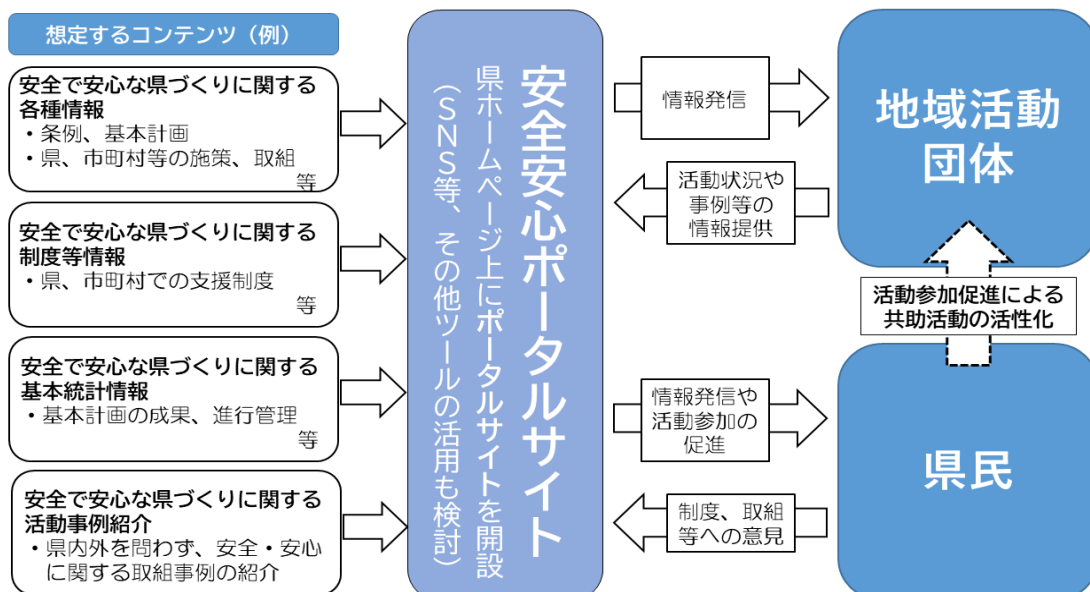 想定するコンテンツ（例）
安全で安心な県づくりに関する
各種情報
・条例、基本計画
・県、市町村等の施策、取組
等
安全で安心な県づくりに関する
制度等情報
・県、市町村での支援制度
等
安全で安心な県づくりに関する
基本統計情報
・基本計画の成果、進行管理
等
安全で安心な県づくりに関する
活動事例紹介
・県内外を問わず、安全・安心
に関する取組事例の紹介
安全安心ポータルサイト
県ホームページ上にポータルサイトを開設
（ＳＮＳ等、その他ツールの活用も検討）
情報発信
活動状況や
事例等の
情報提供
情報発信や
活動参加の
促進
制度、取組
等への意見
地域活動
団体
活動参加促進による
共助活動の活性化
県民